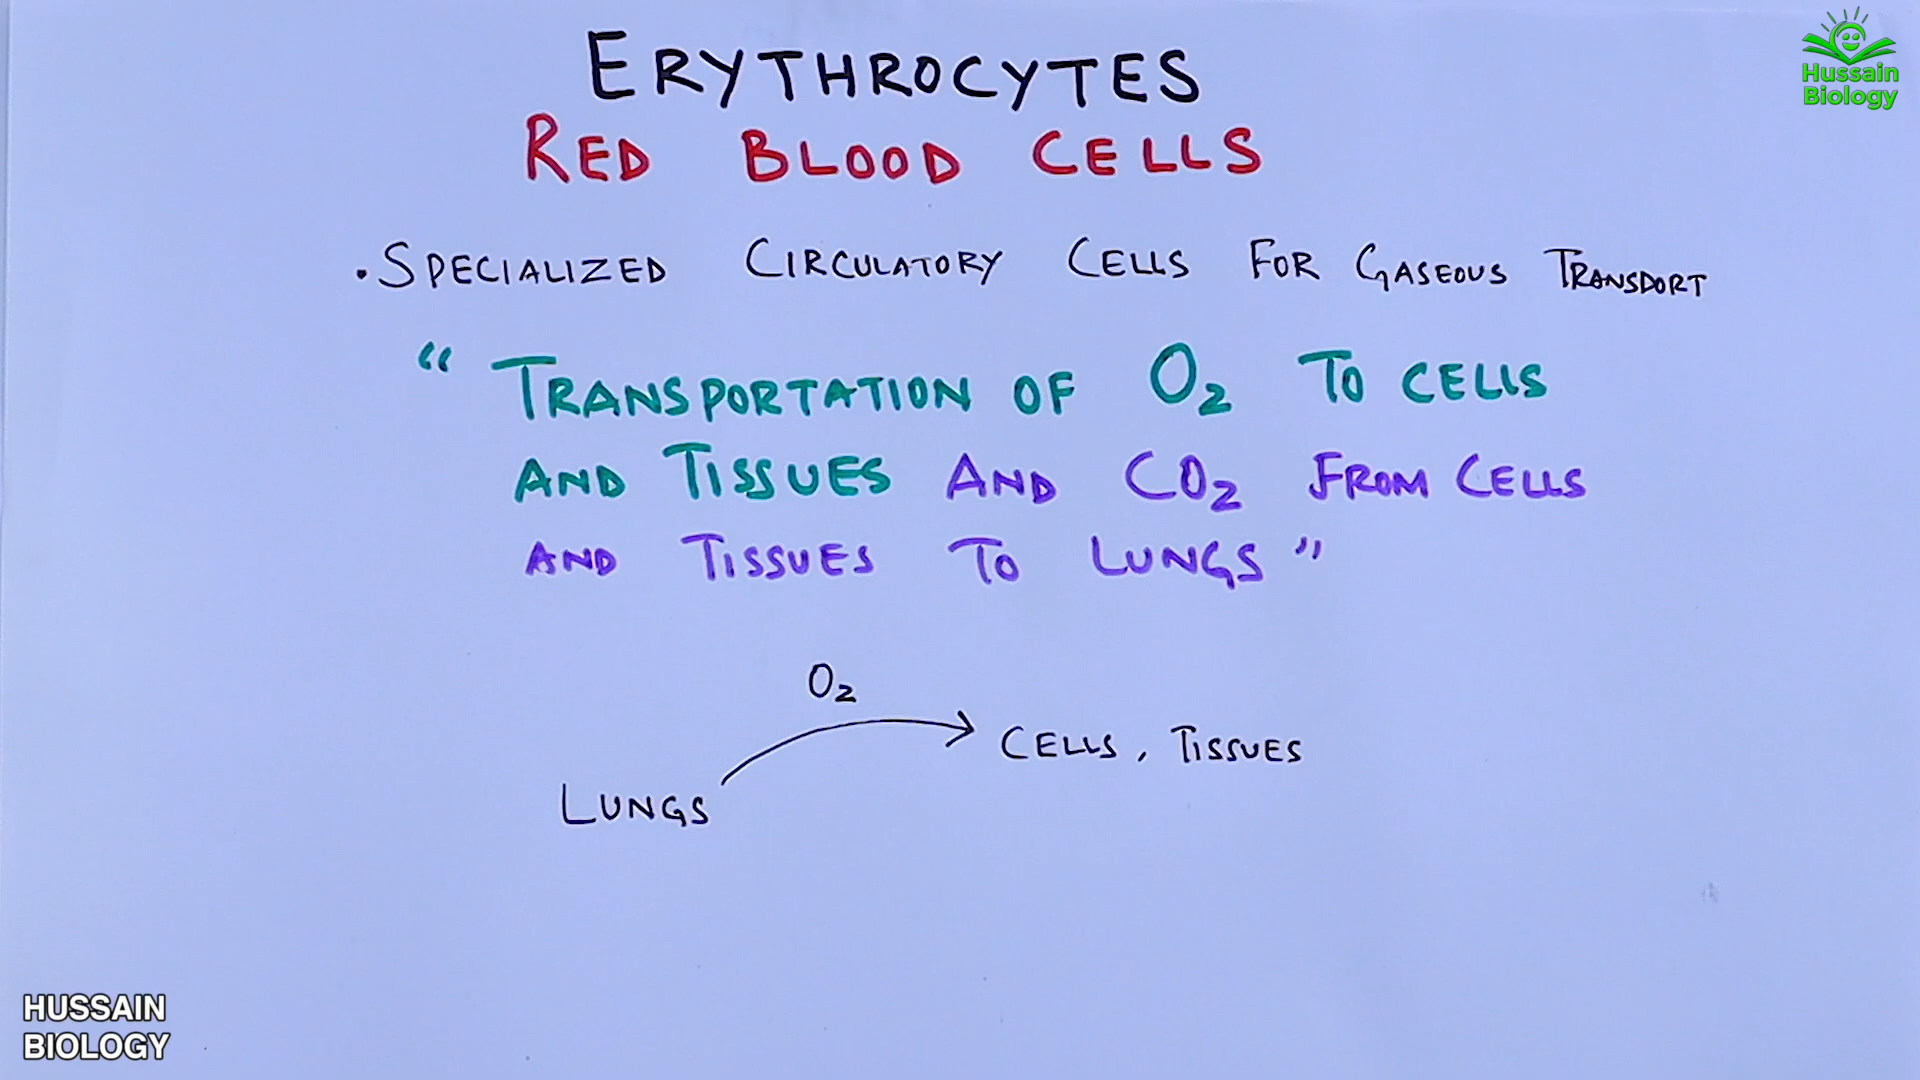 ERYTHROCYTES
RED BLOOD CELLS
Hussain
Biology
• SPECIALIZED CIRCULATORY CELLS FOR GASEOUS TRANSPORT
“ TRANSPORTATION OF O₂ TO CELLS
AND TISSUES AND CO₂ FROM CELLS
AND TISSUES TO LUNGS ”
O₂
CELLS, TISSUES
LUNGS
HUSSAIN
BIOLOGY